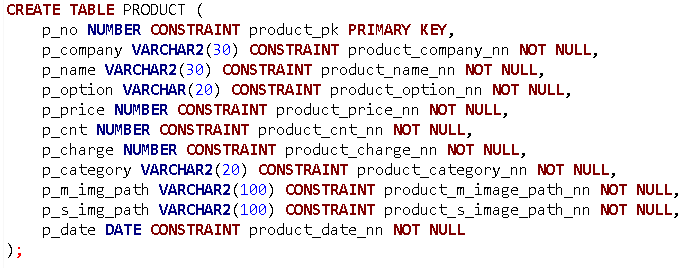 CREATE TABLE PRODUCT (
    p_no NUMBER CONSTRAINT product_pk PRIMARY KEY,
    p_company VARCHAR2(30) CONSTRAINT product_company_nn NOT NULL,
    p_name VARCHAR2(30) CONSTRAINT product_name_nn NOT NULL,
    p_option VARCHAR(20) CONSTRAINT product_option_nn NOT NULL,
    p_price NUMBER CONSTRAINT product_price_nn NOT NULL,
    p_cnt NUMBER CONSTRAINT product_cnt_nn NOT NULL,
    p_charge NUMBER CONSTRAINT product_charge_nn NOT NULL,
    p_category VARCHAR2(20) CONSTRAINT product_category_nn NOT NULL,
    p_m_img_path VARCHAR2(100) CONSTRAINT product_m_image_path_nn NOT NULL,
    p_s_img_path VARCHAR2(100) CONSTRAINT product_s_image_path_nn NOT NULL,
    p_date DATE CONSTRAINT product_date_nn NOT NULL
);